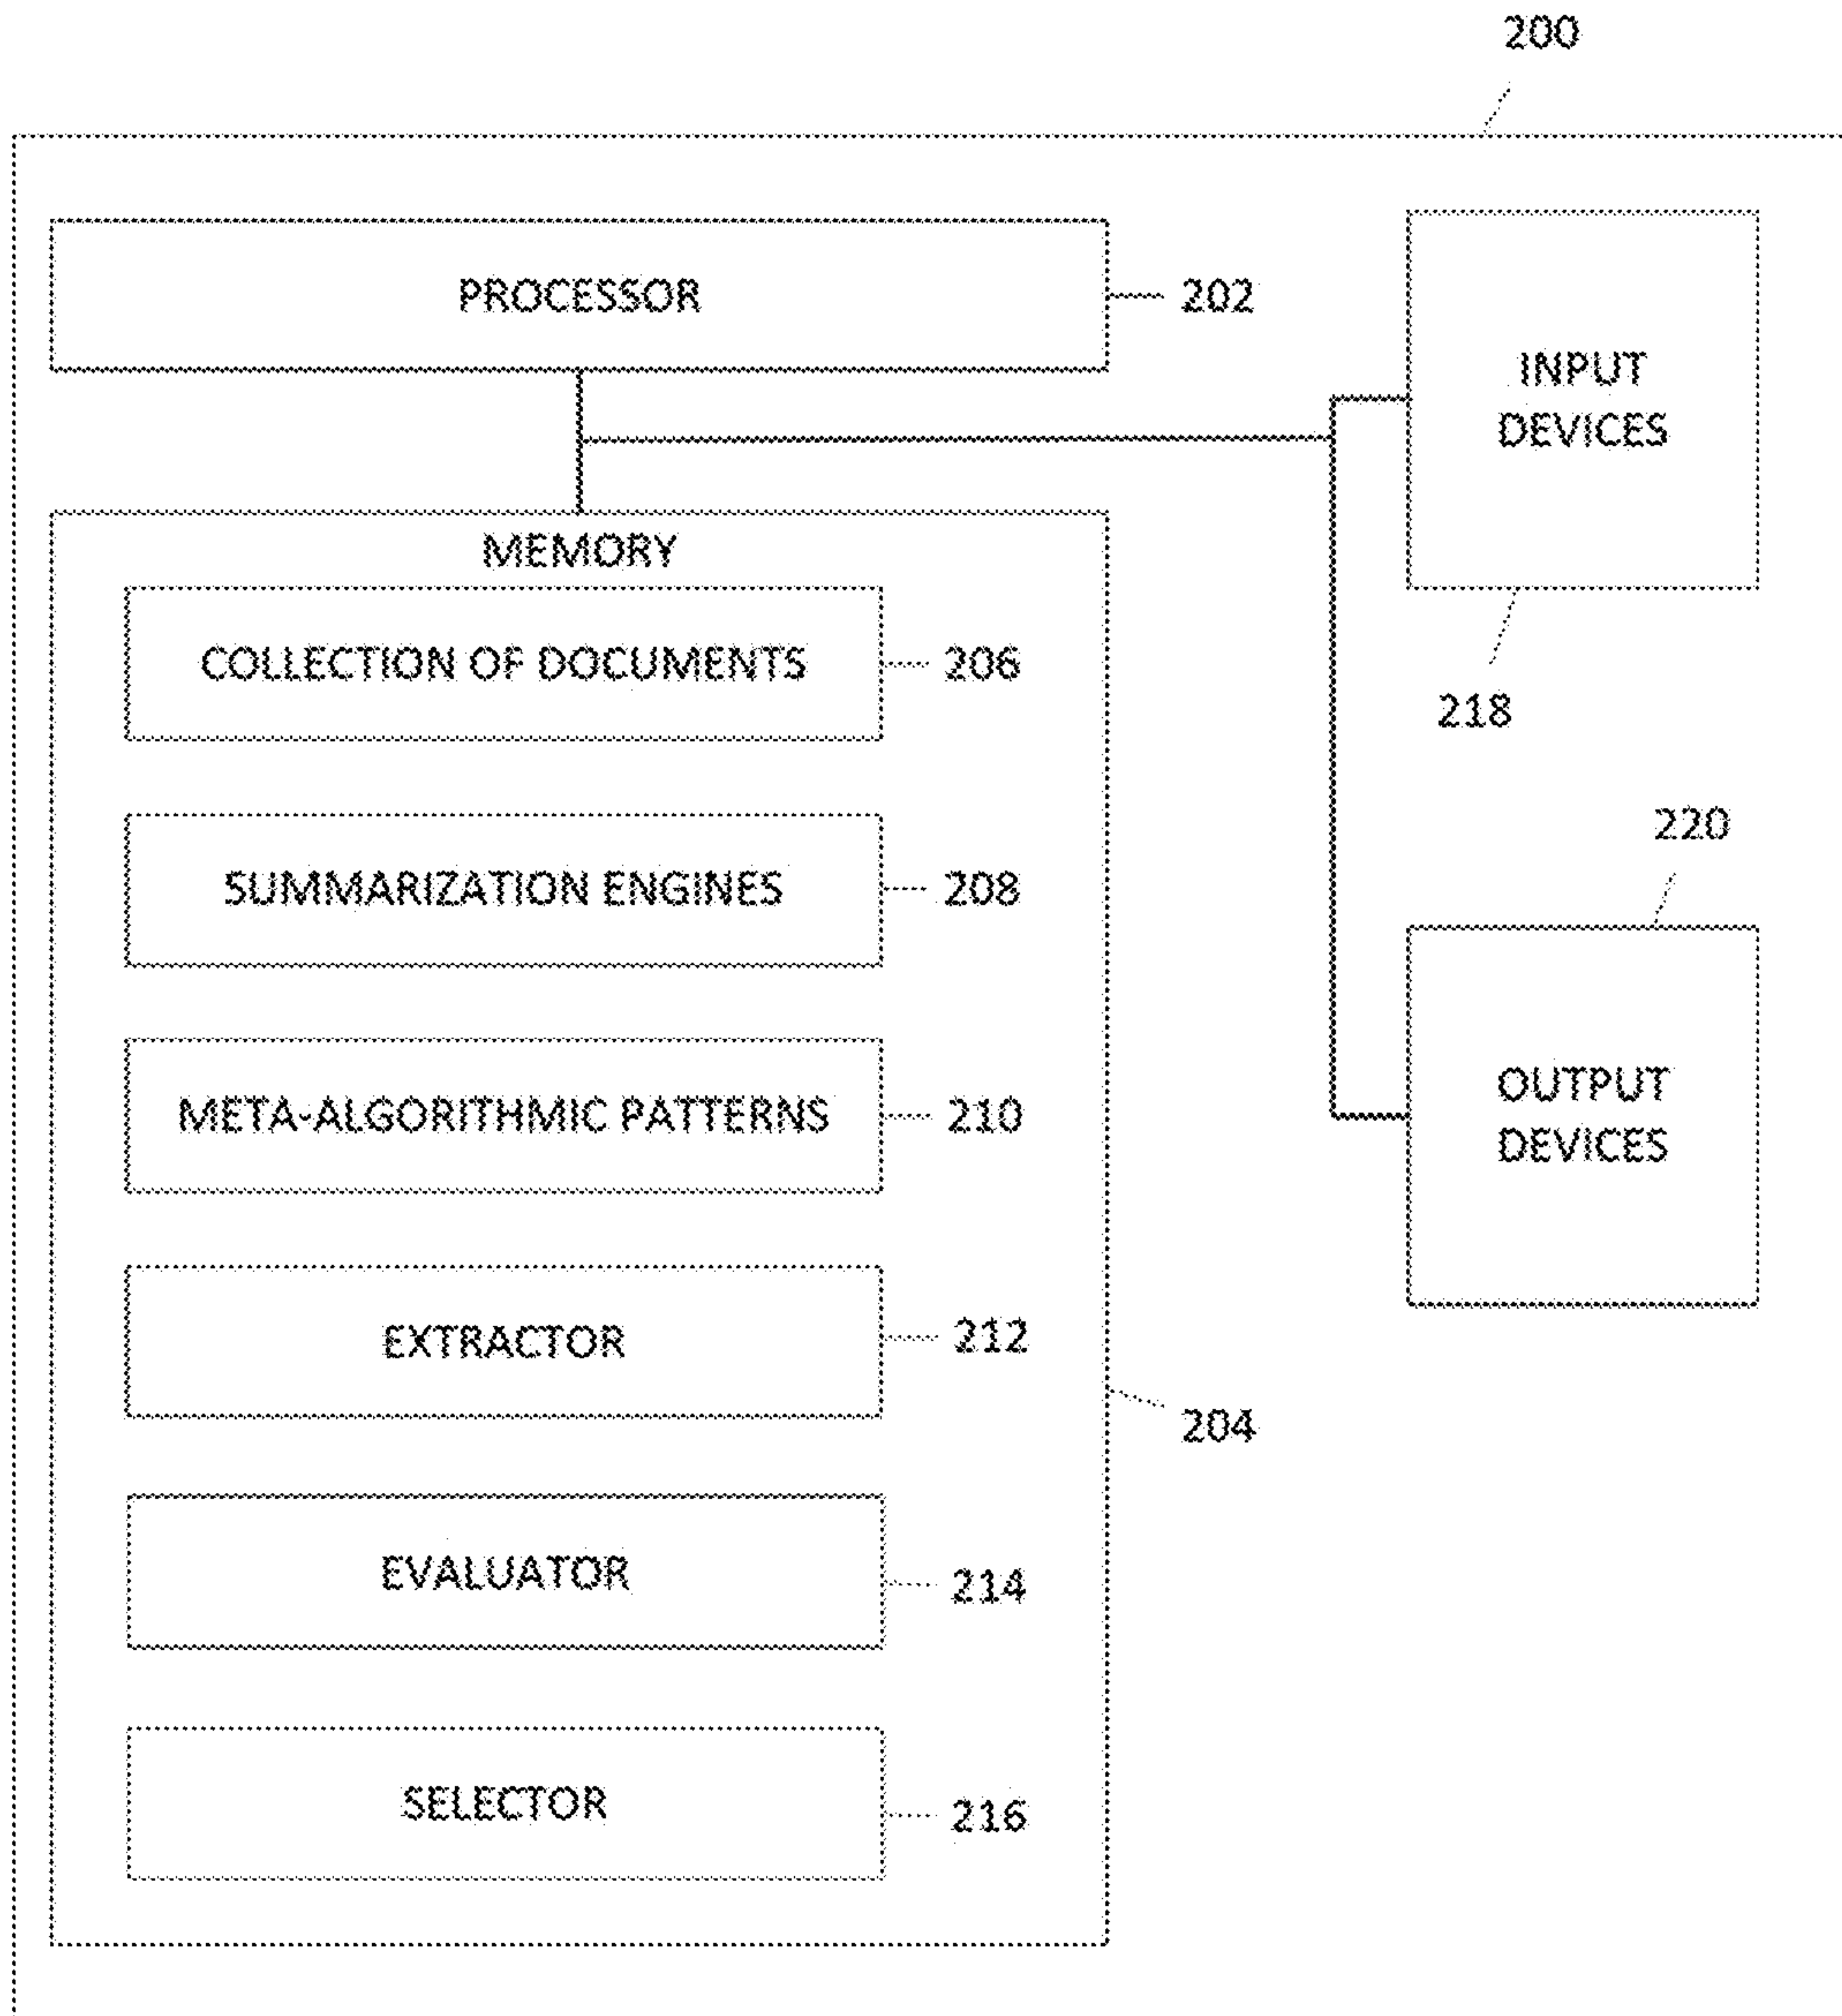 200
PROCESSOR
202
INPUT
DEVICES
218
MEMORY
COLLECTION OF DOCUMENTS
206
SUMMARIZATION ENGINES
208
META-ALGORITHMIC PATTERNS
210
EXTRACTOR
212
204
EVALUATOR
214
SELECTOR
216
220
OUTPUT
DEVICES